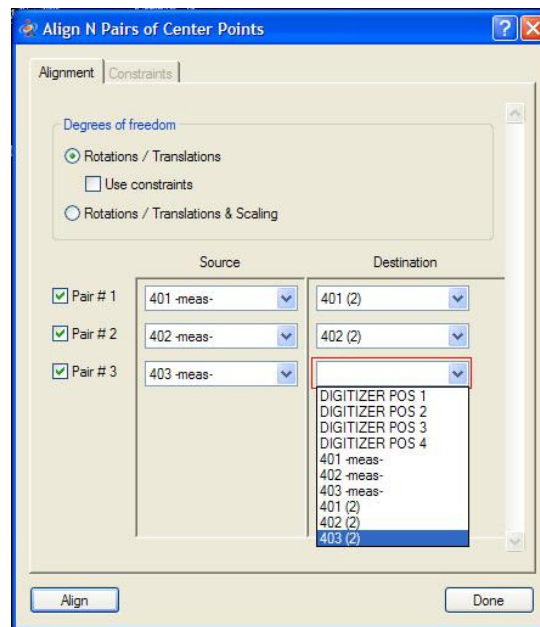 Align N Pairs of Center Points
Alignment Constraints
Degrees of freedom
Rotations / Translations
Use constraints
Rotations / Translations & Scaling
Source Destination
Pair # 1 401 -meas- 401 (2)
Pair # 2 402 -meas- 402 (2)
Pair # 3 403 -meas-
DIGITIZER POS 1
DIGITIZER POS 2
DIGITIZER POS 3
DIGITIZER POS 4
401 -meas-
402 -meas-
403 -meas-
401 (2)
402 (2)
403 (2)
Align Done